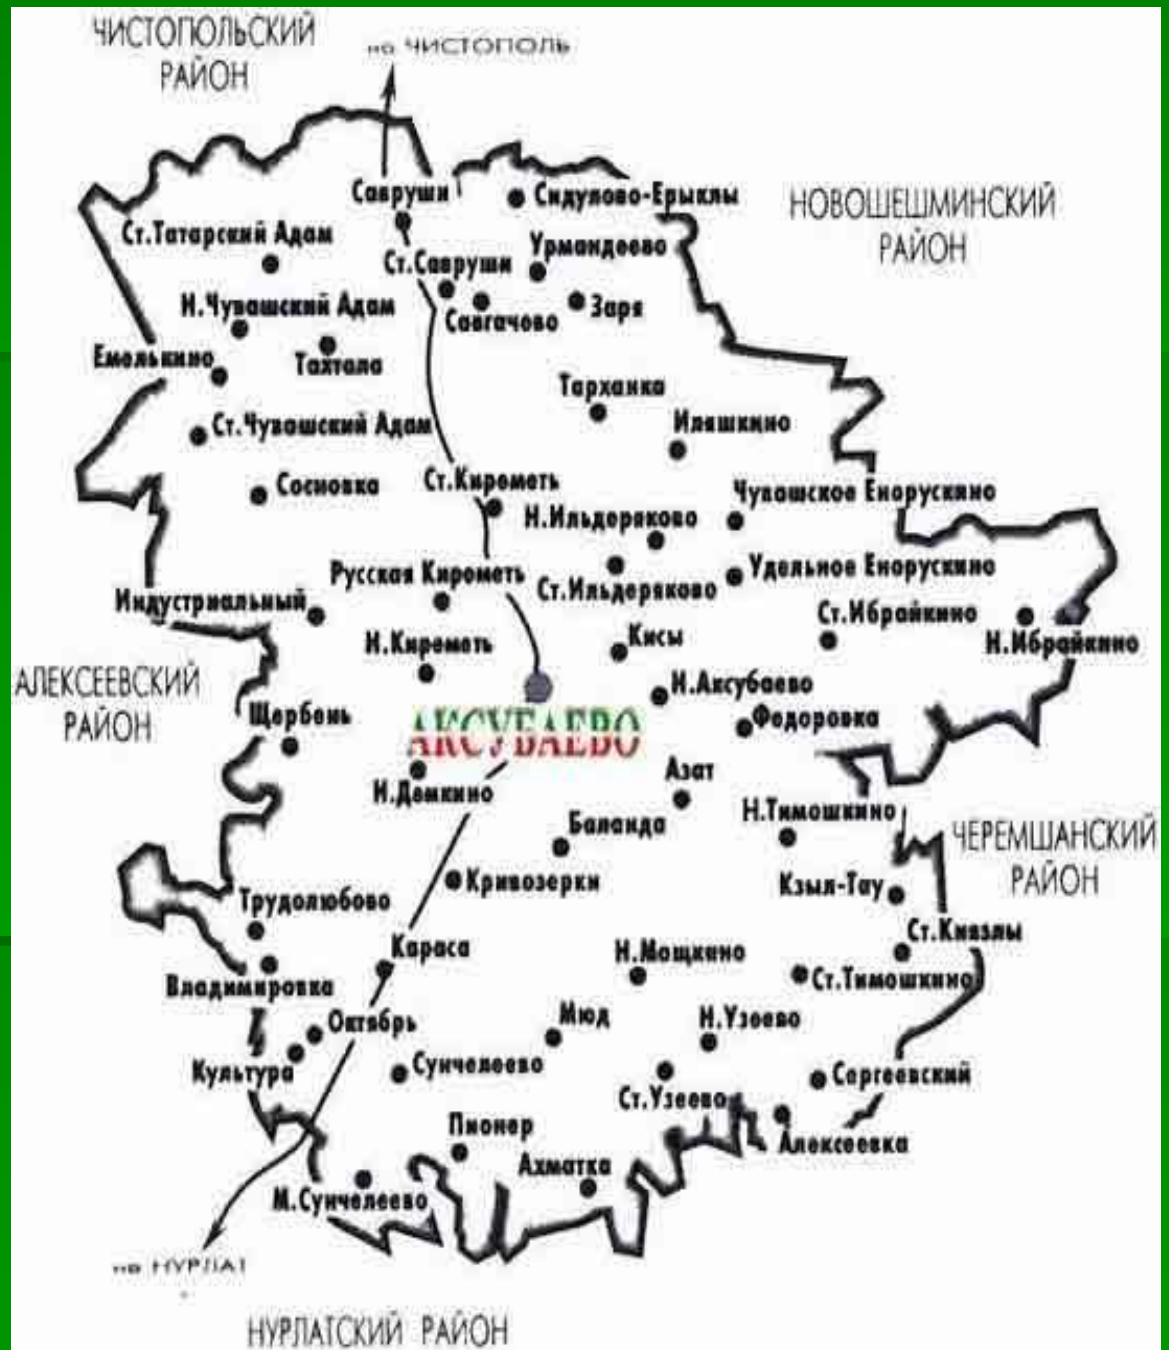 ЧИСТОПОЛЬСКИЙ
РАЙОН
на ЧИСТОПОЛЬ
НОВОШЕШМИНСКИЙ
РАЙОН
Савруши
Сидулово-Ерыклы
Ст.Татарский Адам
Урмандеево
Ст.Савруши
Н.Чувашский Адам
Савгачово
Заря
Емелькино
Тахтала
Тарханка
Ст.Чувашский Адам
Иляшкино
Сосновка
Ст.Киреметь
Чувашское Енорускино
Н.Ильдеряково
Русская Киреметь
Удельное Енорускино
Ст.Ильдеряково
Индустриальный
Ст.Ибрайкино
Н.Киреметь
Кисы
Н.Ибрайкино
АЛЕКСЕЕВСКИЙ
РАЙОН
Н.Аксубаево
Щербень
Федоровка
АКСУБАЕВО
Азат
Н.Демкино
Н.Тимошкино
Баланда
ЧЕРЕМШАНСКИЙ
РАЙОН
Кривозерки
Кзыл-Тау
Трудолюбово
Ст.Князлы
Караса
Н.Мощкено
Ст.Тимошкино
Владимировка
Мюд
Н.Узеево
Октябрь
Культура
Сунчелеево
Сергеевский
Ст.Узеево
Пионер
Алексеевка
Ахматка
М.Сунчелеево
на НУРЛАТ
НУРЛАТСКИЙ РАЙОН